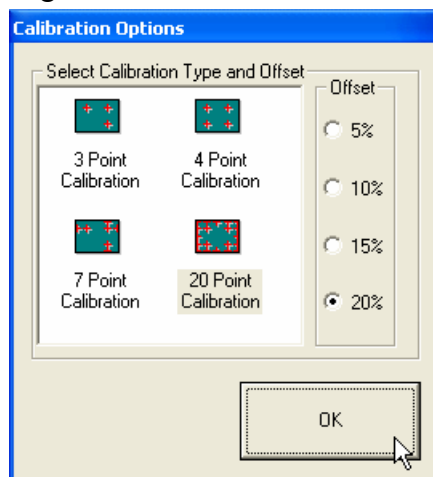 Calibration Options
Select Calibration Type and Offset
Offset
3 Point
Calibration
4 Point
Calibration
7 Point
Calibration
20 Point
Calibration
5%
10%
15%
20%
OK